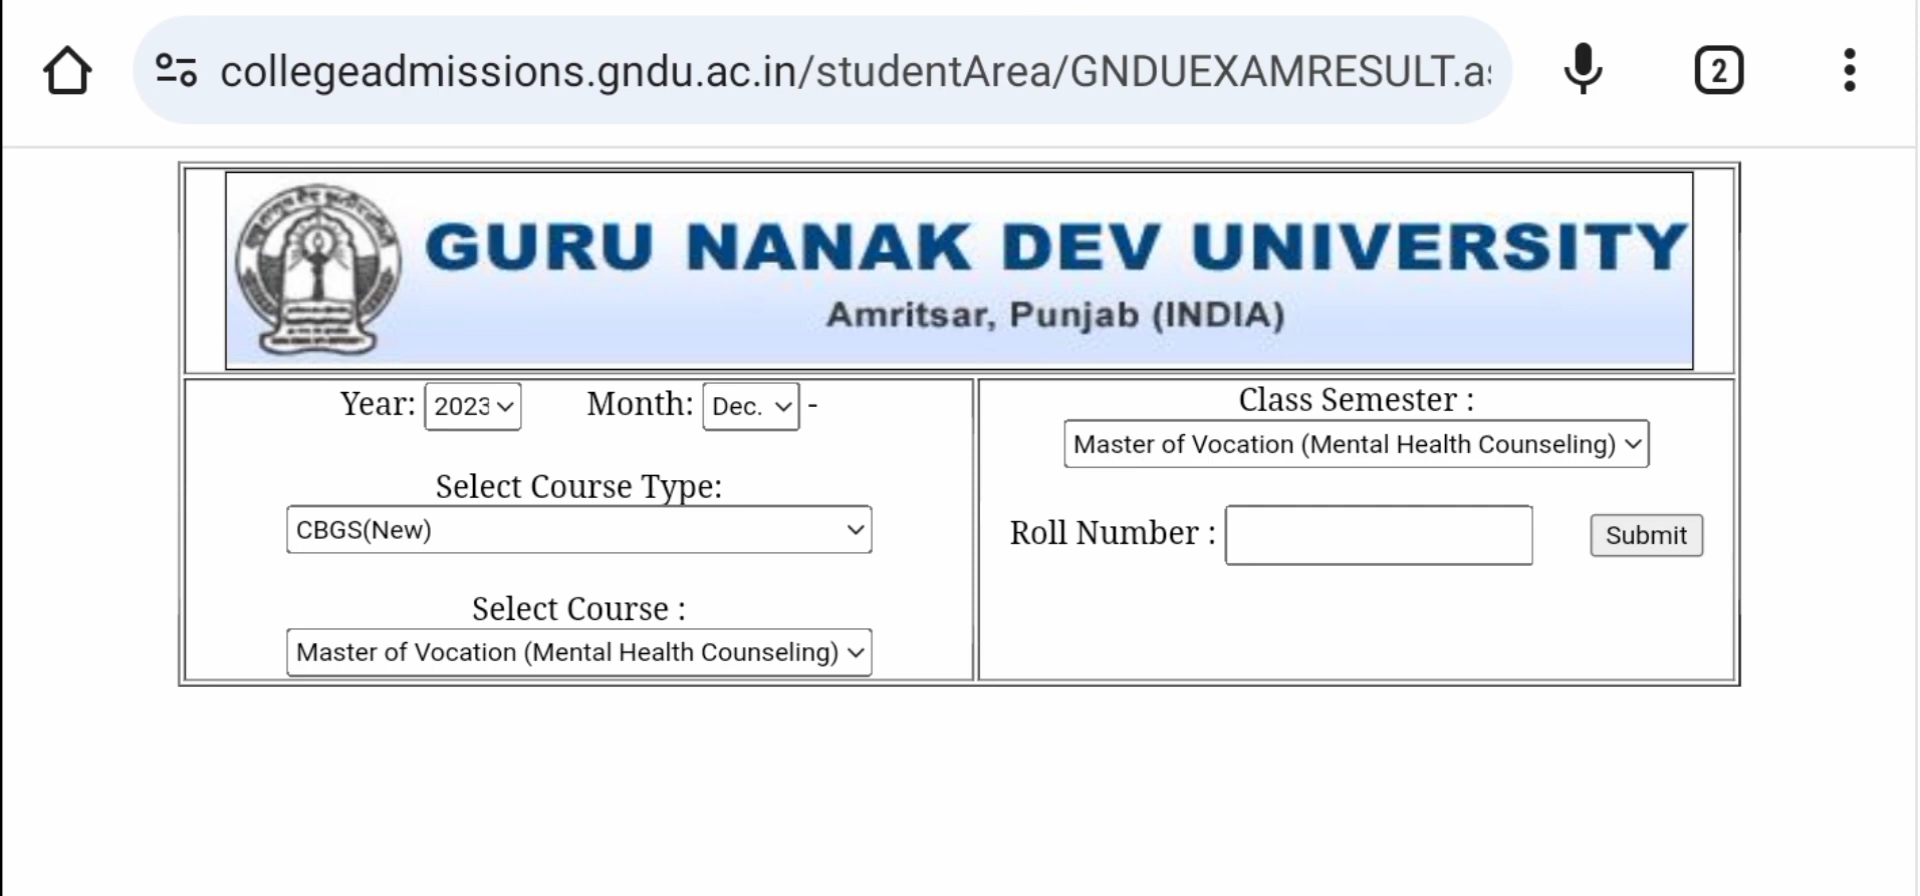 collegeadmissions.gndu.ac.in/studentArea/GNDUEXAMRESULT.as
2
GURU NANAK DEV UNIVERSITY
Amritsar, Punjab (INDIA)
Year: 2023 Month: Dec. -
Select Course Type:
CBGS(New)
Select Course :
Master of Vocation (Mental Health Counseling)
Class Semester :
Master of Vocation (Mental Health Counseling)
Roll Number : Submit